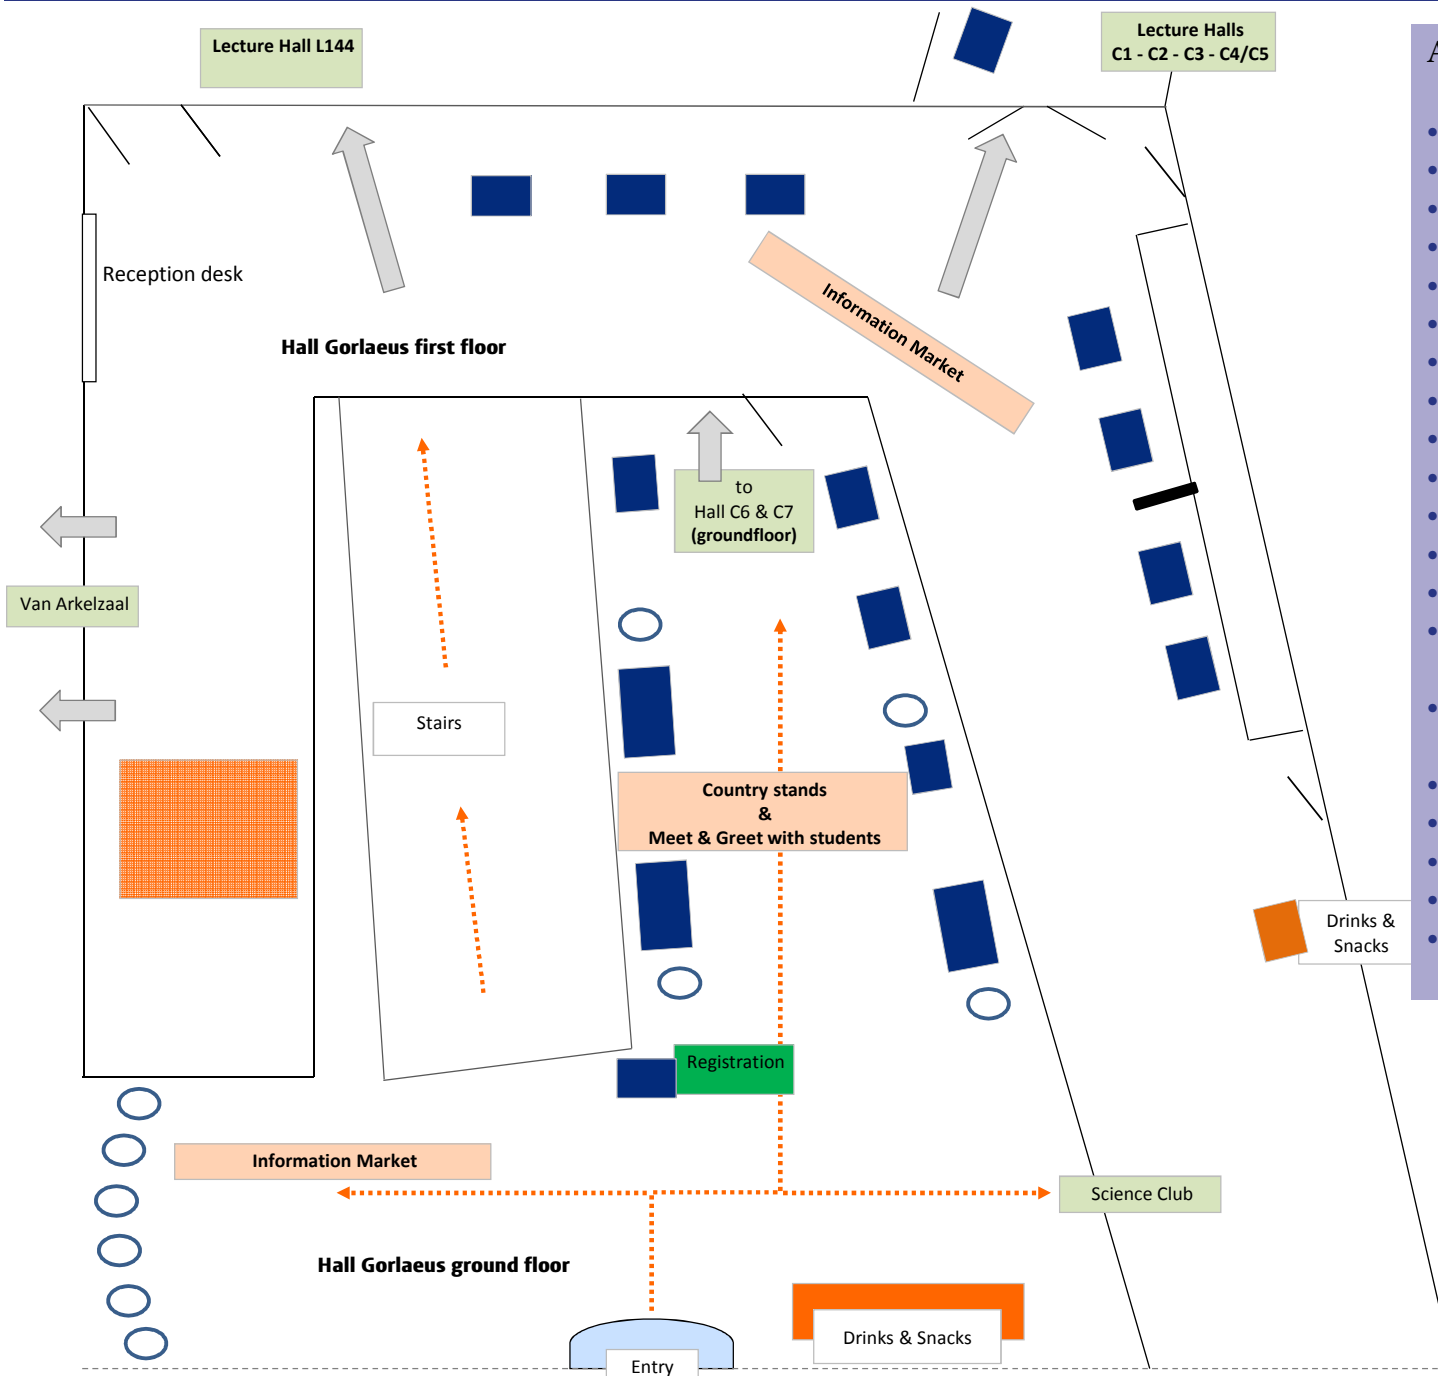 Lecture Hall L144
Lecture Halls
C1 - C2 - C3 - C4/C5
A
Reception desk
Information Market
Hall Gorlaeus first floor
to
Hall C6 & C7
(groundfloor)
Van Arkelzaal
Stairs
Country stands
&
Meet & Greet with students
Drinks &
Snacks
Registration
Information Market
Science Club
Hall Gorlaeus ground floor
Drinks & Snacks
Entry